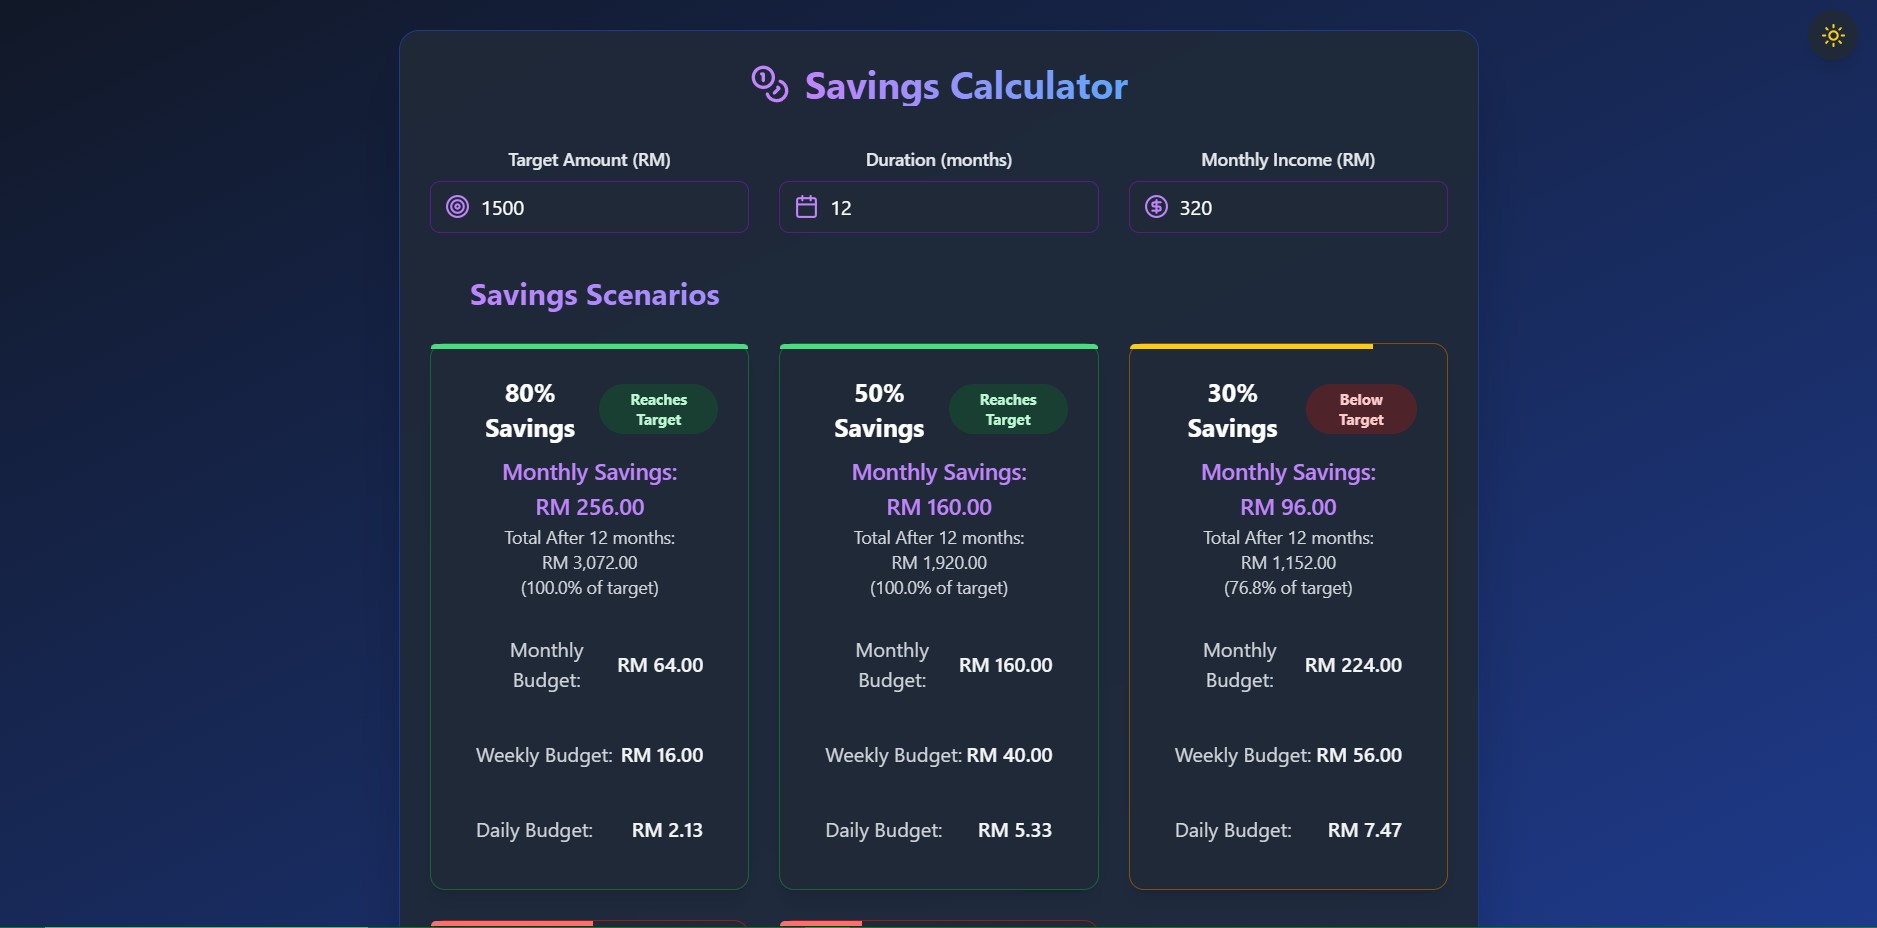 Savings Calculator
Target Amount (RM)
Duration (months)
Monthly Income (RM)
1500
12
320
Savings Scenarios
80%
Savings
Reaches
Target
Monthly Savings:
RM 256.00
Total After 12 months:
RM 3,072.00
(100.0% of target)
Monthly
Budget:
RM 64.00
Weekly Budget: RM 16.00
Daily Budget: RM 2.13
50%
Savings
Reaches
Target
Monthly Savings:
RM 160.00
Total After 12 months:
RM 1,920.00
(100.0% of target)
Monthly
Budget:
RM 160.00
Weekly Budget: RM 40.00
Daily Budget: RM 5.33
30%
Savings
Below
Target
Monthly Savings:
RM 96.00
Total After 12 months:
RM 1,152.00
(76.8% of target)
Monthly
Budget:
RM 224.00
Weekly Budget: RM 56.00
Daily Budget: RM 7.47